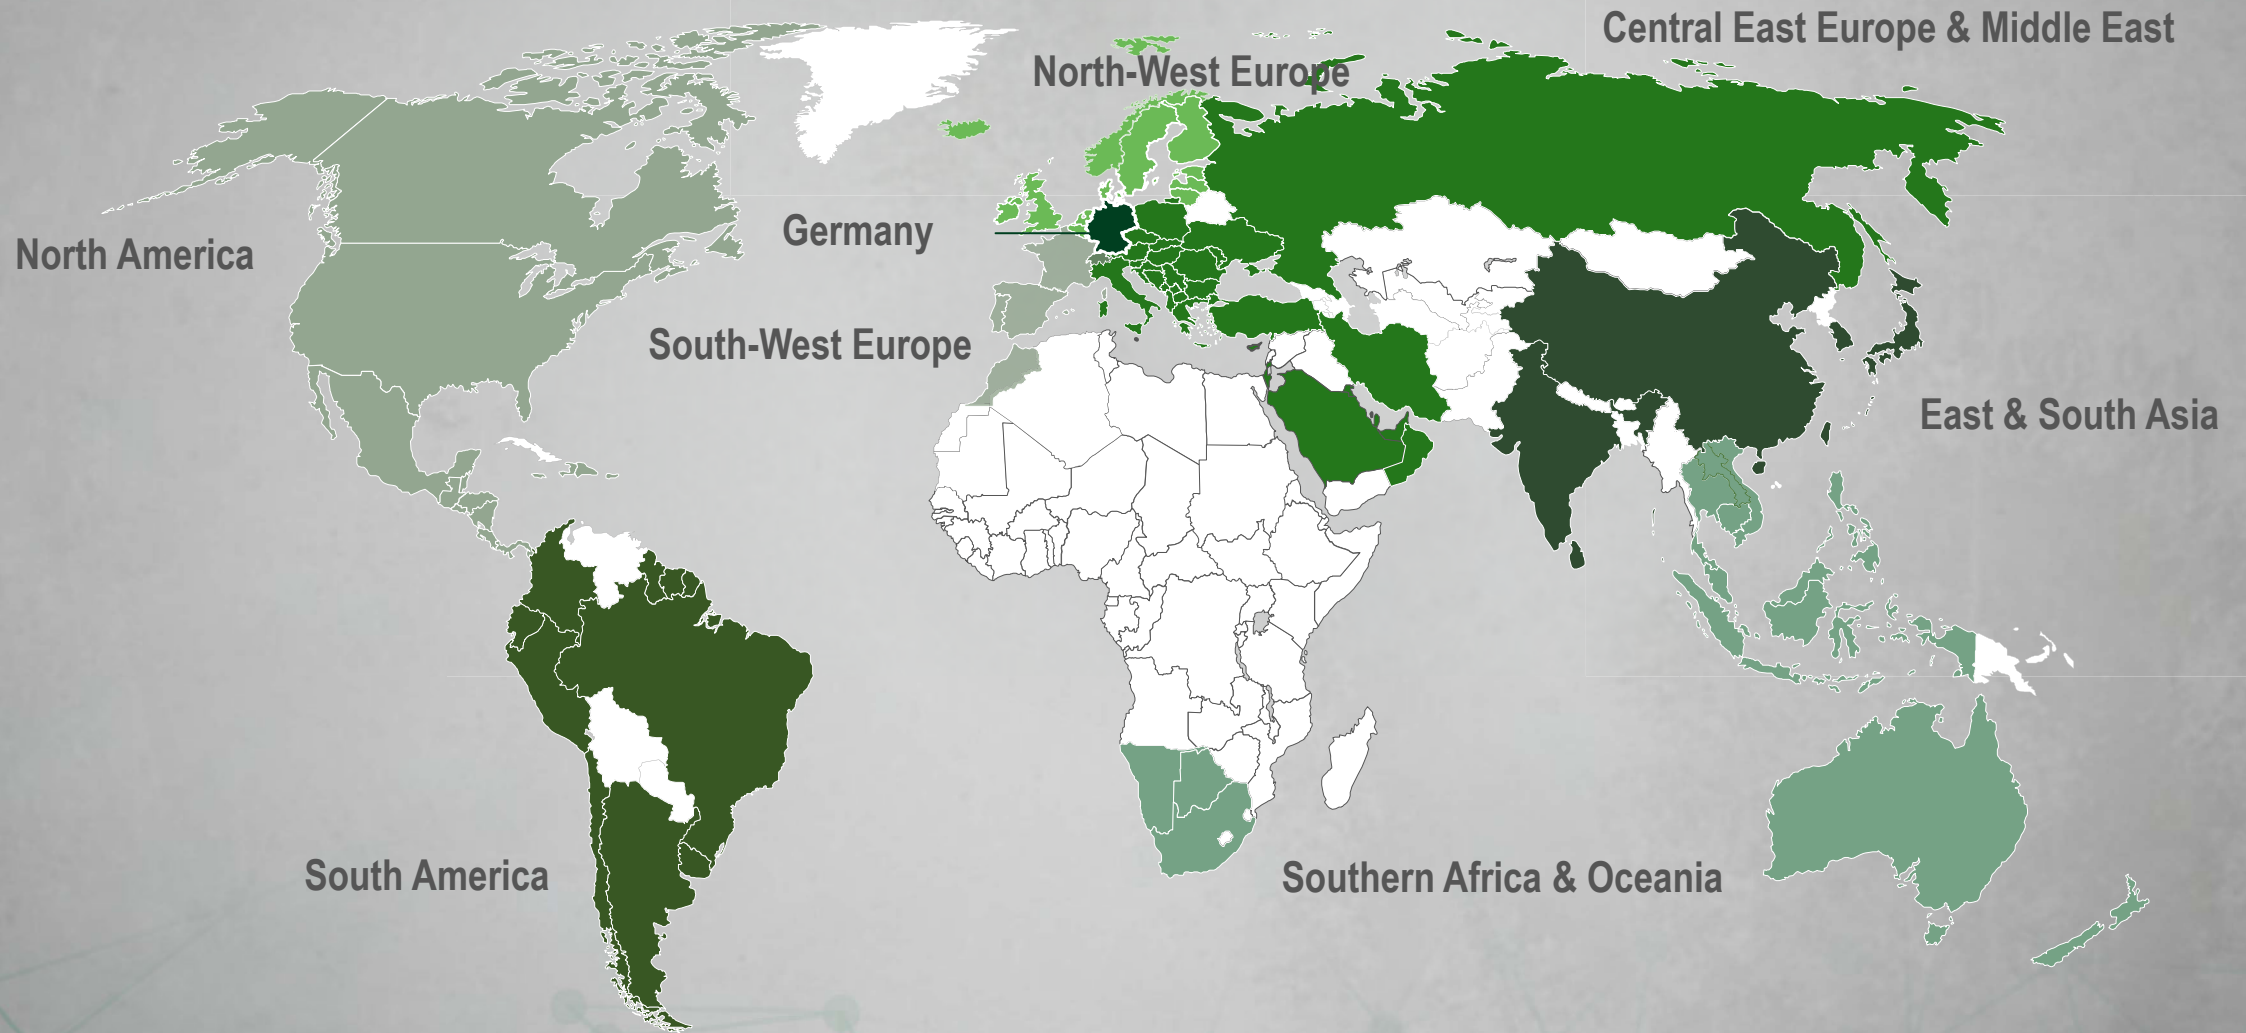 Central East Europe & Middle East
North-West Europe
Germany
North America
South-West Europe
East & South Asia
South America
Southern Africa & Oceania